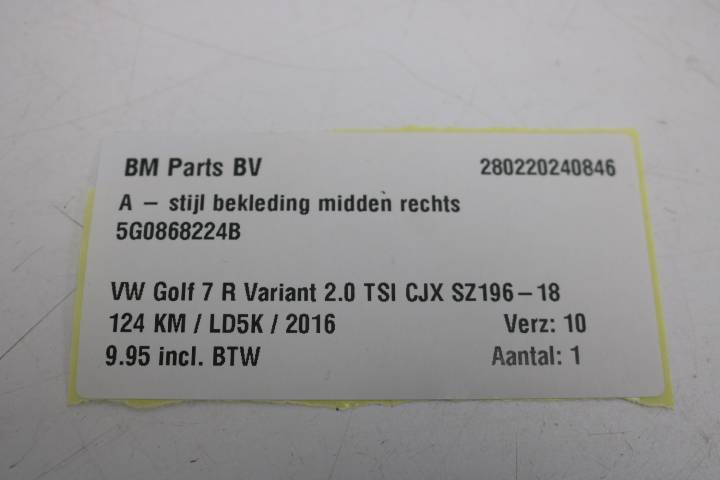 BM Parts BV 280220240846
A – stijl bekleding midden rechts
5G0868224B
VW Golf 7 R Variant 2.0 TSI CJX SZ196–18
124 KM / LD5K / 2016 Verz: 10
9.95 incl. BTW Aantal: 1